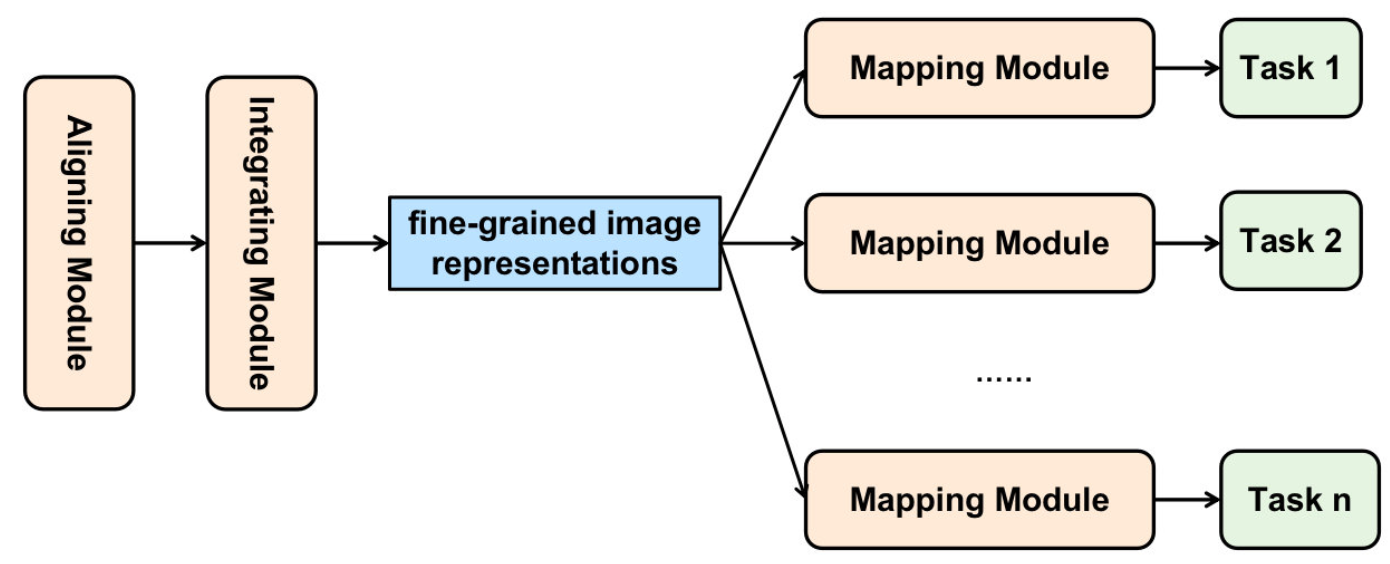 Aligning Module
Integrating Module
fine-grained image
representations
Mapping Module
Task 1
Mapping Module
Task 2
......
Mapping Module
Task n